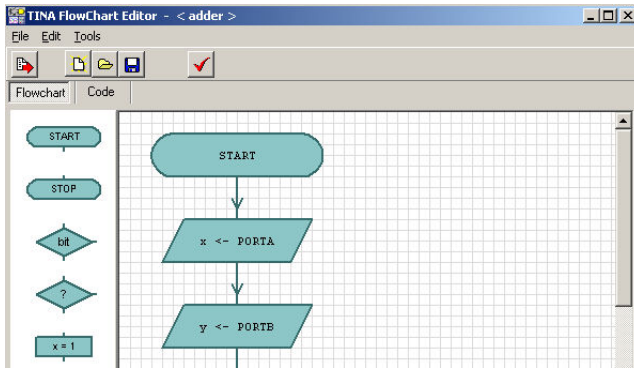 TINA FlowChart Editor - < adder >
File Edit Tools
Flowchart Code
START
STOP
bit
?
x = 1
START
x <- PORTA
y <- PORTB